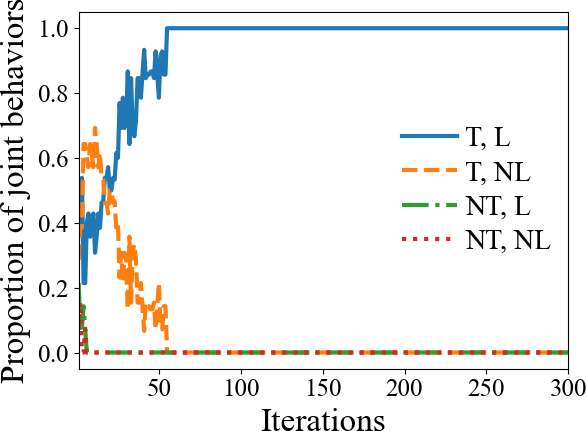 Proportion of joint behaviors
1.0
0.8
0.6
0.4
0.2
0.0
T, L
T, NL
NT, L
NT, NL
50 100 150 200 250 300
Iterations